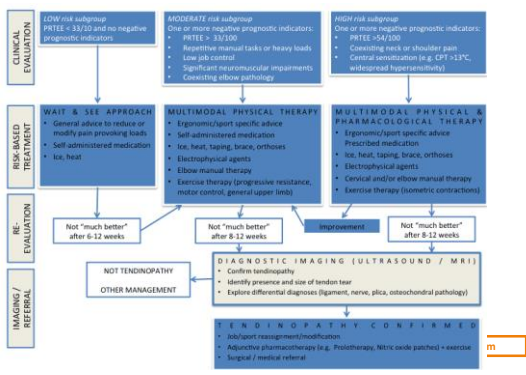 CLINICAL
EVALUATION
LOW risk subgroup
PRTEE < 33/10 and no negative
prognostic indicators
MODERATE risk subgroup
One or more negative prognostic indicators:
• PRTEE > 33/100
• Repetitive manual tasks or heavy loads
• Low job control
• Significant neuromuscular impairments
• Coexisting elbow pathology
HIGH risk subgroup
One or more negative prognostic indicators:
• PRTEE >54/100
• Coexisting neck or shoulder pain
• Central sensitization (e.g. CPT >13°C,
widespread hypersensitivity)
RISK-BASED
TREATMENT
WAIT & SEE APPROACH
• General advice to reduce or
modify pain provoking loads
• Self-administered medication
• Ice, heat
MULTIMODAL PHYSICAL THERAPY
• Ergonomic/sport specific advice
• Self-administered medication
• Ice, heat, taping, brace, orthoses
• Electrophysical agents
• Elbow manual therapy
• Exercise therapy (progressive resistance,
motor control, general upper limb)
MULTIMODAL PHYSICAL &
PHARMACOLOGICAL THERAPY
• Ergonomic/sport specific advice
Prescribed medication
• Ice, heat, taping, brace, orthoses
• Electrophysical agents
• Cervical and/or elbow manual therapy
• Exercise therapy (isometric contractions)
RE-
EVALUATION
Not "much better"
after 6-12 weeks
Not "much better"
after 8-12 weeks
Improvement
Not "much better"
after 8-12 weeks
IMAGING /
REFERRAL
NOT TENDINOPATHY
OTHER MANAGEMENT
DIAGNOSTIC IMAGING (ULTRASOUND / MRI)
• Confirm tendinopathy
• Identify presence and size of tendon tear
• Explore differential diagnoses (ligament, nerve, plica, osteochondral pathology)
TENDINOPATHY CONFIRMED
• Job/sport reassignment/modification
• Adjunctive pharmacotherapy (e.g. Prolotherapy, Nitric oxide patches) + exercise
• Surgical / medical referral
m